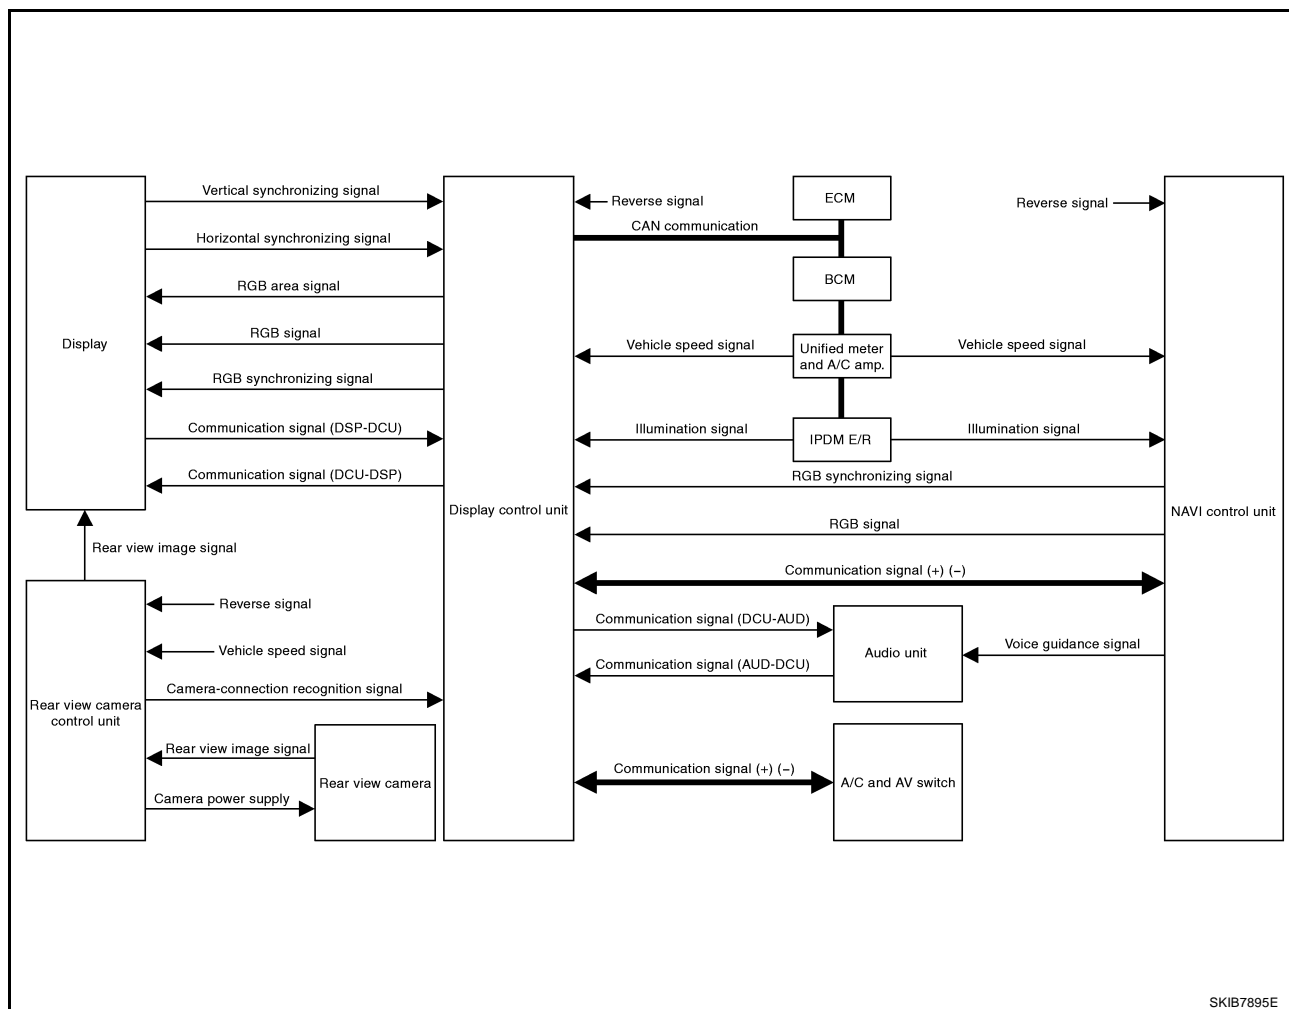 Vertical synchronizing signal
Horizontal synchronizing signal
RGB area signal
RGB signal
RGB synchronizing signal
Communication signal (DSP-DCU)
Communication signal (DCU-DSP)
Display
Rear view image signal
Reverse signal
Vehicle speed signal
Camera-connection recognition signal
Rear view camera
control unit
Rear view image signal
Camera power supply
Rear view camera
Display control unit
Reverse signal
CAN communication
ECM
BCM
Unified meter
and A/C amp.
IPDM E/R
Vehicle speed signal
Vehicle speed signal
Illumination signal
Illumination signal
Reverse signal
RGB synchronizing signal
RGB signal
NAVI control unit
Communication signal (+) (−)
Communication signal (DCU-AUD)
Communication signal (AUD-DCU)
Audio unit
Voice guidance signal
Communication signal (+) (−)
A/C and AV switch
SKIB7895E